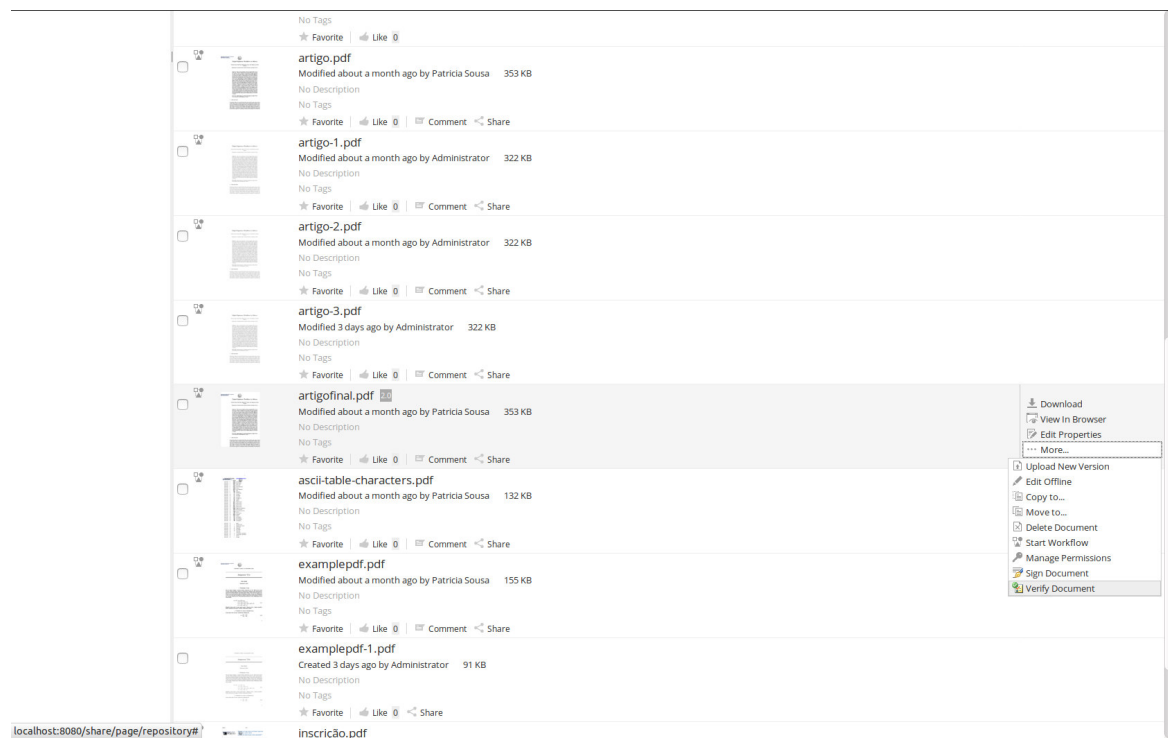 No Tags
Favorite Like 0
artigo.pdf
Modified about a month ago by Patricia Sousa 353 KB
No Description
No Tags
Favorite Like 0 Comment Share
artigo-1.pdf
Modified about a month ago by Administrator 322 KB
No Description
No Tags
Favorite Like 0 Comment Share
artigo-2.pdf
Modified about a month ago by Administrator 322 KB
No Description
No Tags
Favorite Like 0 Comment Share
artigo-3.pdf
Modified 3 days ago by Administrator 322 KB
No Description
No Tags
Favorite Like 0 Comment Share
artigofinal.pdf 2.0
Modified about a month ago by Patricia Sousa 353 KB
No Description
No Tags
Favorite Like 0 Comment Share
Download
View In Browser
Edit Properties
More...
Upload New Version
Edit Offline
Copy to...
Move to...
Delete Document
Start Workflow
Manage Permissions
Sign Document
Verify Document
ascii-table-characters.pdf
Modified about a month ago by Patricia Sousa 132 KB
No Description
No Tags
Favorite Like 0 Comment Share
examplepdf.pdf
Modified about a month ago by Patricia Sousa 155 KB
No Description
No Tags
Favorite Like 0 Comment Share
examplepdf-1.pdf
Created 3 days ago by Administrator 91 KB
No Description
No Tags
Favorite Like 0 Share
inscrição.pdf
localhost:8080/share/page/repository#